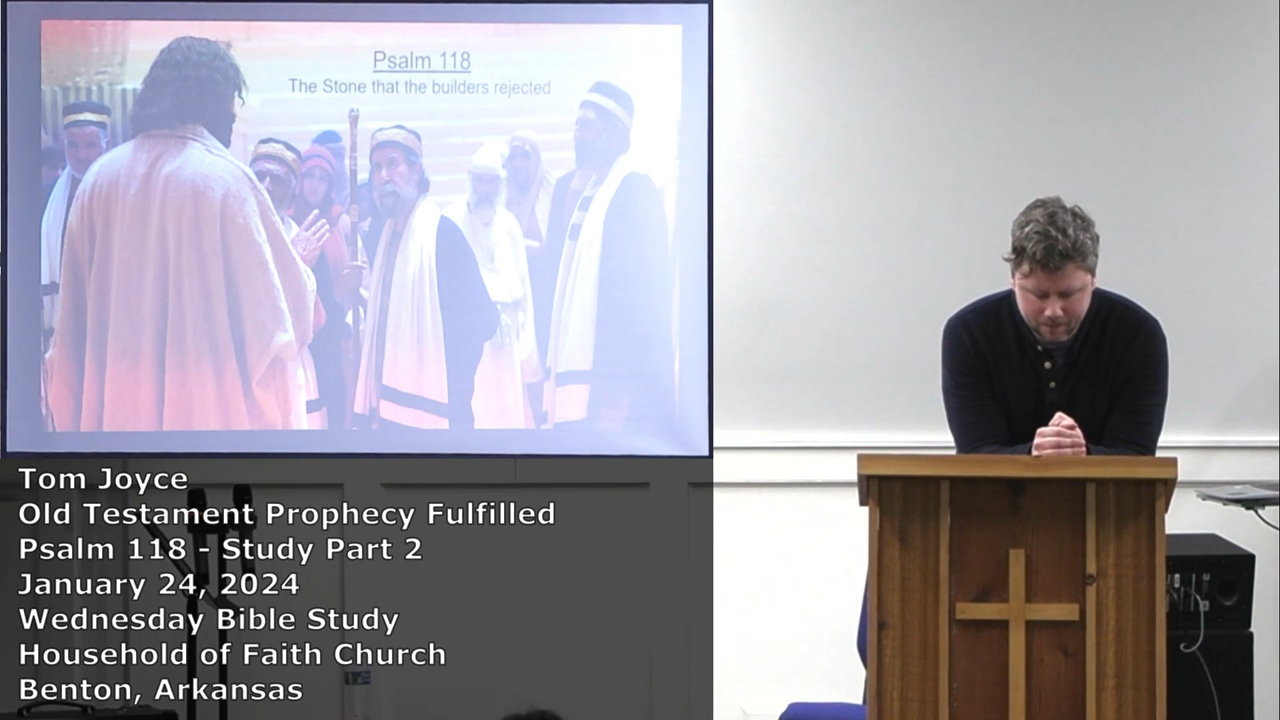 Psalm 118
The Stone that the builders rejected
Tom Joyce
Old Testament Prophecy Fulfilled
Psalm 118 - Study Part 2
January 24, 2024
Wednesday Bible Study
Household of Faith Church
Benton, Arkansas